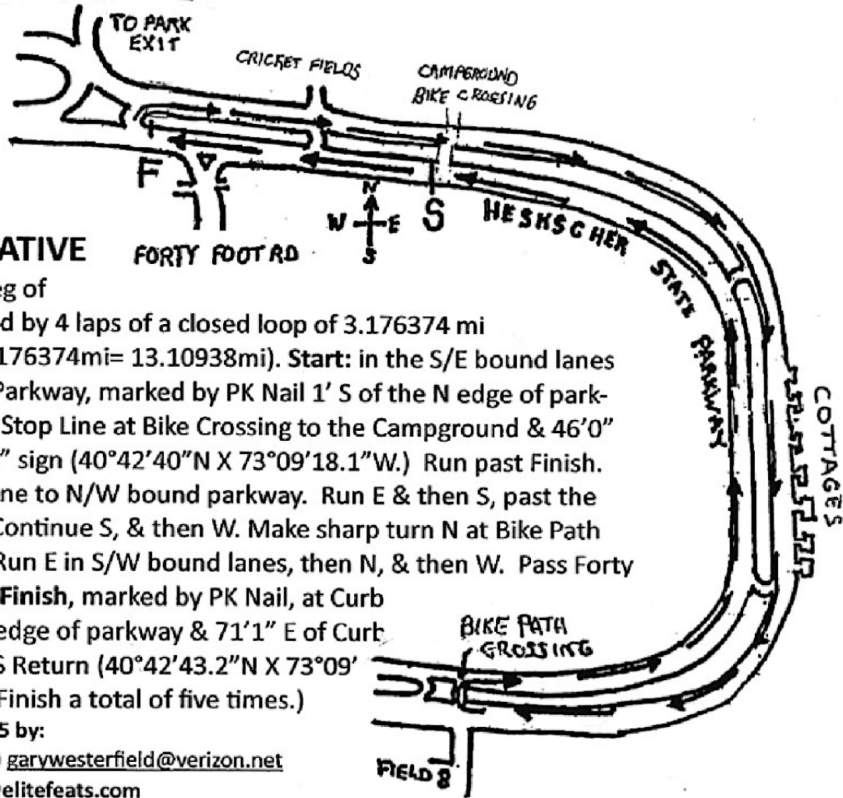 TO PARK
EXIT
CRICKET FIELDS
CAMPGROUND
BIKE CROSSING
F
N
W E
S
S
HESKSCHER
STATE PARKWAY
FORTY FOOT RD
COTTAGES
ATIVE
eg of
d by 4 laps of a closed loop of 3.176374 mi
176374mi= 13.10938mi). Start: in the S/E bound lanes
Parkway, marked by PK Nail 1' S of the N edge of park-
Stop Line at Bike Crossing to the Campground & 46'0"
" sign (40°42'40"N X 73°09'18.1"W.) Run past Finish.
ne to N/W bound parkway. Run E & then S, past the
Continue S, & then W. Make sharp turn N at Bike Path
Run E in S/W bound lanes, then N, & then W. Pass Forty
Finish, marked by PK Nail, at Curb
edge of parkway & 71'1" E of Curb
S Return (40°42'43.2"N X 73°09'
Finish a total of five times.)
5 by:
garywesterfield@verizon.net
elitefeats.com
BIKE PATH
CROSSING
FIELD 8